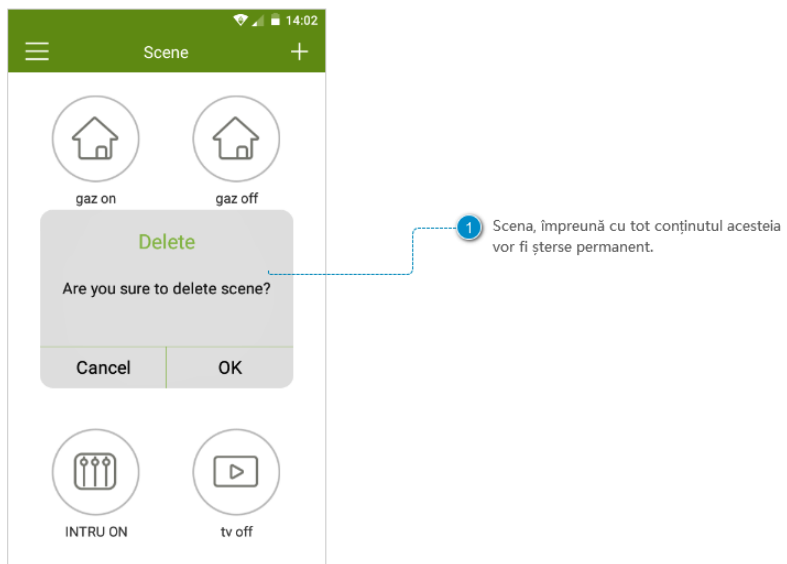 14:02
Scene
gaz on
gaz off
Delete
Are you sure to delete scene?
Cancel
OK
1
Scena, împreună cu tot conținutul acesteia
vor fi șterse permanent.
INTRU ON
tv off